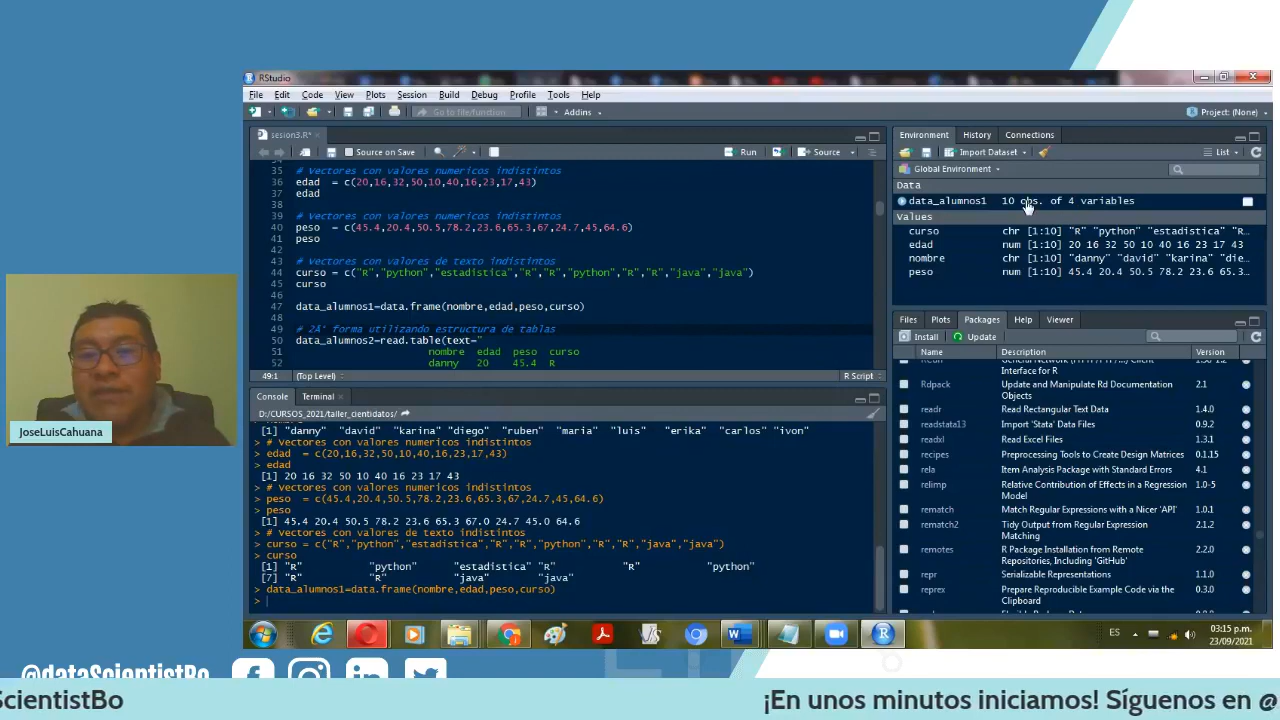 RStudio
File Edit Code View Plots Session Build Debug Profile Tools Help
Go to file/function Addins Project: (None)
sesion3.R*
Source on Save Run Source
35 # Vectores con valores numericos indistintos
36 edad = c(20,16,32,50,10,40,16,23,17,43)
37 edad
38
39 # Vectores con valores numericos indistintos
40 peso = c(45.4,20.4,50.5,78.2,23.6,65.3,67,24.7,45,64.6)
41 peso
42
43 # vectores con valores de texto indistintos
44 curso = c("R","python","estadistica","R","R","python","R","R","java","java")
45 curso
46
47 data_alumnos1=data.frame(nombre,edad,peso,curso)
48
49 # 2Âª forma utilizando estructura de tablas
50 data_alumnos2=read.table(text="
51 nombre edad peso curso
52 danny 20 45.4 R
49:1 (Top Level) R Script
Console Terminal
D:/CURSOS_2021/taller_cientidatos/
[1] "danny" "david" "karina" "diego" "ruben" "maria" "luis" "erika" "carlos" "ivon"
> # Vectores con valores numericos indistintos
> edad = c(20,16,32,50,10,40,16,23,17,43)
> edad
[1] 20 16 32 50 10 40 16 23 17 43
> # Vectores con valores numericos indistintos
> peso = c(45.4,20.4,50.5,78.2,23.6,65.3,67,24.7,45,64.6)
> peso
[1] 45.4 20.4 50.5 78.2 23.6 65.3 67.0 24.7 45.0 64.6
> # Vectores con valores de texto indistintos
> curso = c("R","python","estadistica","R","R","python","R","R","java","java")
> curso
[1] "R" "python" "estadistica" "R" "R" "python"
[7] "R" "R" "java" "java"
> data_alumnos1=data.frame(nombre,edad,peso,curso)
>
Environment History Connections
Import Dataset List
Global Environment
Data
data_alumnos1 10 obs. of 4 variables
Values
curso chr [1:10] "R" "python" "estadistica" "R…
edad num [1:10] 20 16 32 50 10 40 16 23 17 43
nombre chr [1:10] "danny" "david" "karina" "die…
peso num [1:10] 45.4 20.4 50.5 78.2 23.6 65.3…
Files Plots Packages Help Viewer
Install Update
Name Description Version
Client
Interface for R
Rdpack Update and Manipulate Rd Documentation 2.1
Objects
readr Read Rectangular Text Data 1.4.0
readstata13 Import 'Stata' Data Files 0.9.2
readxl Read Excel Files 1.3.1
recipes Preprocessing Tools to Create Design Matrices 0.1.15
rela Item Analysis Package with Standard Errors 4.1
relimp Relative Contribution of Effects in a Regression 1.0-5
Model
rematch Match Regular Expressions with a Nicer 'API' 1.0.1
rematch2 Tidy Output from Regular Expression 2.1.2
Matching
remotes R Package Installation from Remote 2.2.0
Repositories, Including 'GitHub'
repr Serializable Representations 1.1.0
reprex Prepare Reproducible Example Code via the 0.3.0
Clipboard
JoseLuisCahuana
ES 03:15 p.m.
23/09/2021
@dataScientistBo
ScientistBo ¡En unos minutos iniciamos! Síguenos en @